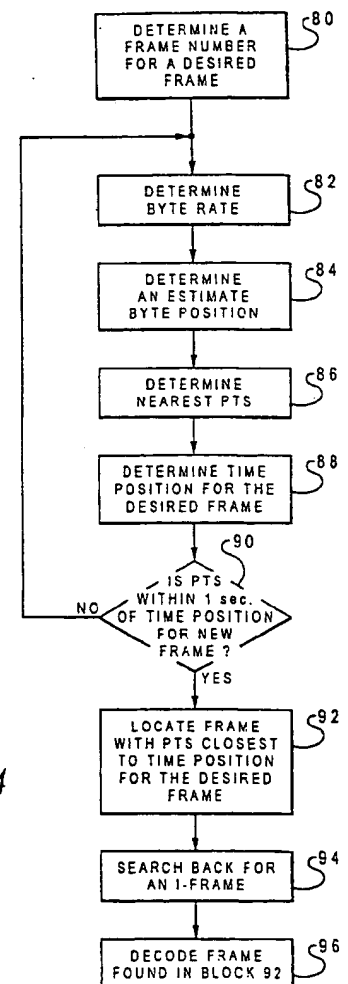 DETERMINE A
FRAME NUMBER
FOR A DESIRED
FRAME
80
DETERMINE
BYTE RATE
82
DETERMINE
AN ESTIMATE
BYTE POSITION
84
DETERMINE
NEAREST PTS
86
DETERMINE TIME
POSITION FOR THE
DESIRED FRAME
88
90
IS PTS
WITHIN 1 sec.
OF TIME POSITION
FOR NEW
FRAME ?
NO
YES
LOCATE FRAME
WITH PTS CLOSEST
TO TIME POSITION
FOR THE DESIRED
FRAME
92
4
SEARCH BACK FOR
AN I-FRAME
94
DECODE FRAME
FOUND IN BLOCK 92
96